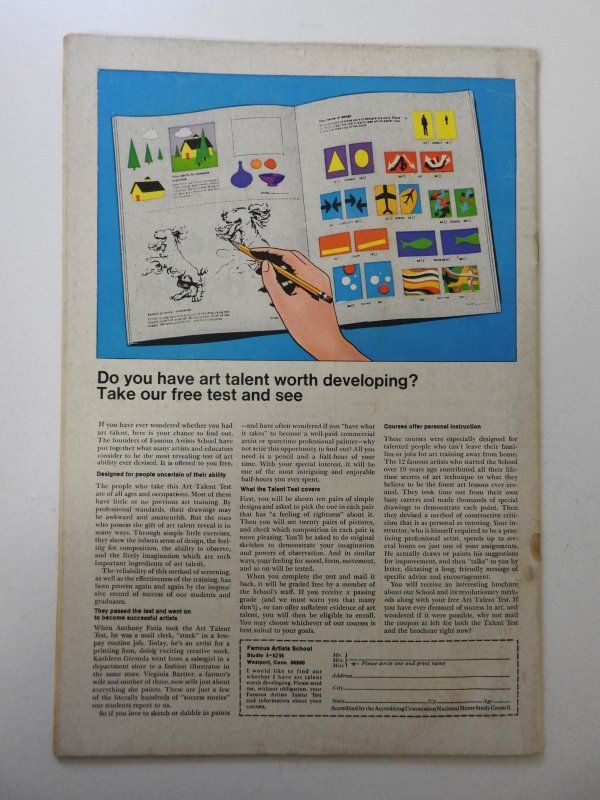 Do you have art talent worth developing?
Take our free test and see
If you have ever wondered whether you had
art talent, here is your chance to find out.
The founders of Famous Artists School have
put together what many artists and educators
consider to be the most revealing test of art
ability ever devised. It is offered to you free.
Designed for people uncertain of their ability
The people who take this Art Talent Test
are of all ages and occupations. Most of them
have little or no previous art training. By
professional standards, their drawings may
be awkward and amateurish. But the ones
who possess the gift of art talent reveal it in
many ways. Through simple little exercises,
they show the inborn sense of design, the feel-
ing for composition, the ability to observe,
and the lively imagination which are such
important ingredients of art talent.
The reliability of this method of screening,
as well as the effectiveness of the training, has
been proven again and again by the impres-
sive record of success of our students and
graduates.
They passed the test and went on
to become successful artists
When Anthony Fotia took the Art Talent
Test, he was a mail clerk, "stuck" in a low-
pay routine job. Today, he's an artist for a
printing firm, doing exciting creative work.
Kathleen Gironda went from a salesgirl in a
department store to a fashion illustrator in
the same store. Virginia Bartter, a farmer's
wife and mother of three, now sells just about
everything she paints. These are just a few
of the literally hundreds of "success stories"
our students report to us.
So if you love to sketch or dabble in paints
—and have often wondered if you "have what
it takes" to become a well-paid commercial
artist or sparetime professional painter—why
not seize this opportunity to find out? All you
need is a pencil and a half-hour of your
time. With your special interest, it will be
one of the most intriguing and enjoyable
half-hours you ever spent.
What the Talent Test covers
First, you will be shown ten pairs of simple
designs and asked to pick the one in each pair
that has "a feeling of rightness" about it.
Then you will see twenty pairs of pictures,
and check which composition in each pair is
more pleasing. You'll be asked to do original
sketches to demonstrate your imagination
and powers of observation. And in similar
ways, your feeling for mood, form, movement,
and so on will be tested.
When you complete the test and mail it
back, it will be graded free by a member of
the School's staff. If you receive a passing
grade (and we must warn you that many
don't), or can offer sufficient evidence of art
talent, you will then be eligible to enroll.
You may choose whichever of our courses is
best suited to your goals.
Courses offer personal instruction
These courses were especially designed for
talented people who can't leave their fami-
lies or jobs for art training away from home.
The 12 famous artists who started the School
over 19 years ago contributed all their life-
time secrets of art technique to what they
believe to be the finest art lessons ever cre-
ated. They took time out from their own
busy careers and made thousands of special
drawings to demonstrate each point. Then
they devised a method of constructive criti-
cism that is as personal as tutoring. Your in-
structor, who is himself required to be a prac-
ticing professional artist, spends up to sev-
eral hours on just one of your assignments.
He actually draws or paints his suggestions
for improvement, and then "talks" to you by
letter, dictating a long, friendly message of
specific advice and encouragement.
You will receive an interesting brochure
about our School and its revolutionary meth-
ods along with your free Art Talent Test. If
you have ever dreamed of success in art, and
wondered if it were possible, why not mail
the coupon at left for both the Talent Test
and the brochure right now?
Famous Artists School
Studio A-6296
Westport, Conn. 06880
I would like to find out
whether I have art talent
worth developing. Please send
me, without obligation, your
Famous Artists Talent Test
and information about your
courses.
Mr.
Mrs.
Miss Please circle one and print name
Address
City
State Zip Age
Accredited by the Accrediting Commission National Home Study Council